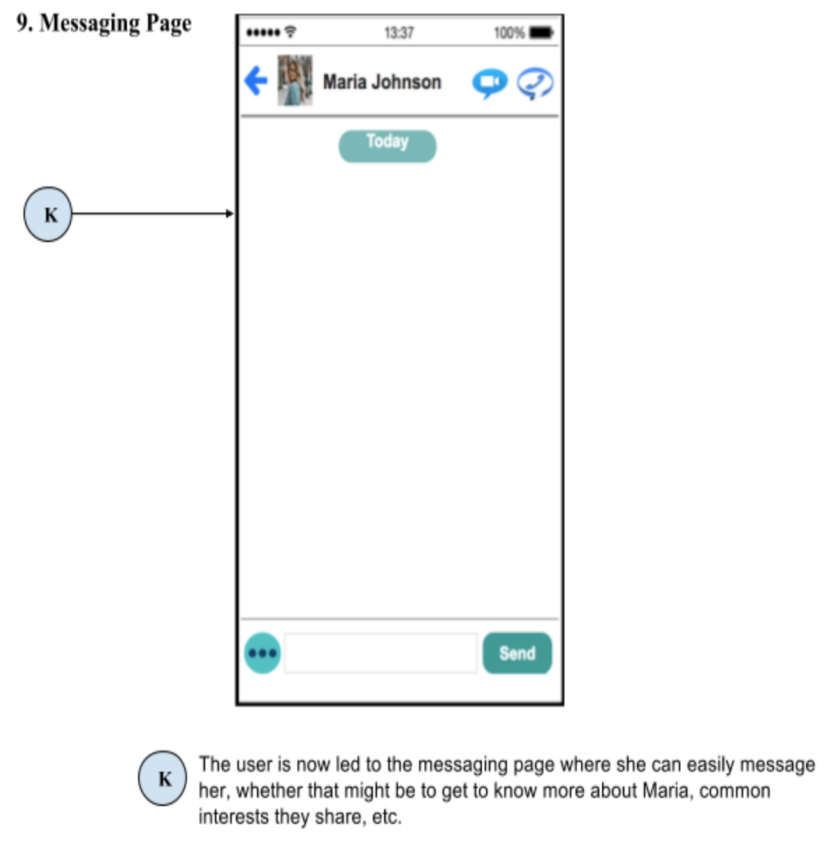 9. Messaging Page
13:37
100%
Maria Johnson
Today
K
Send
K
The user is now led to the messaging page where she can easily message
her, whether that might be to get to know more about Maria, common
interests they share, etc.